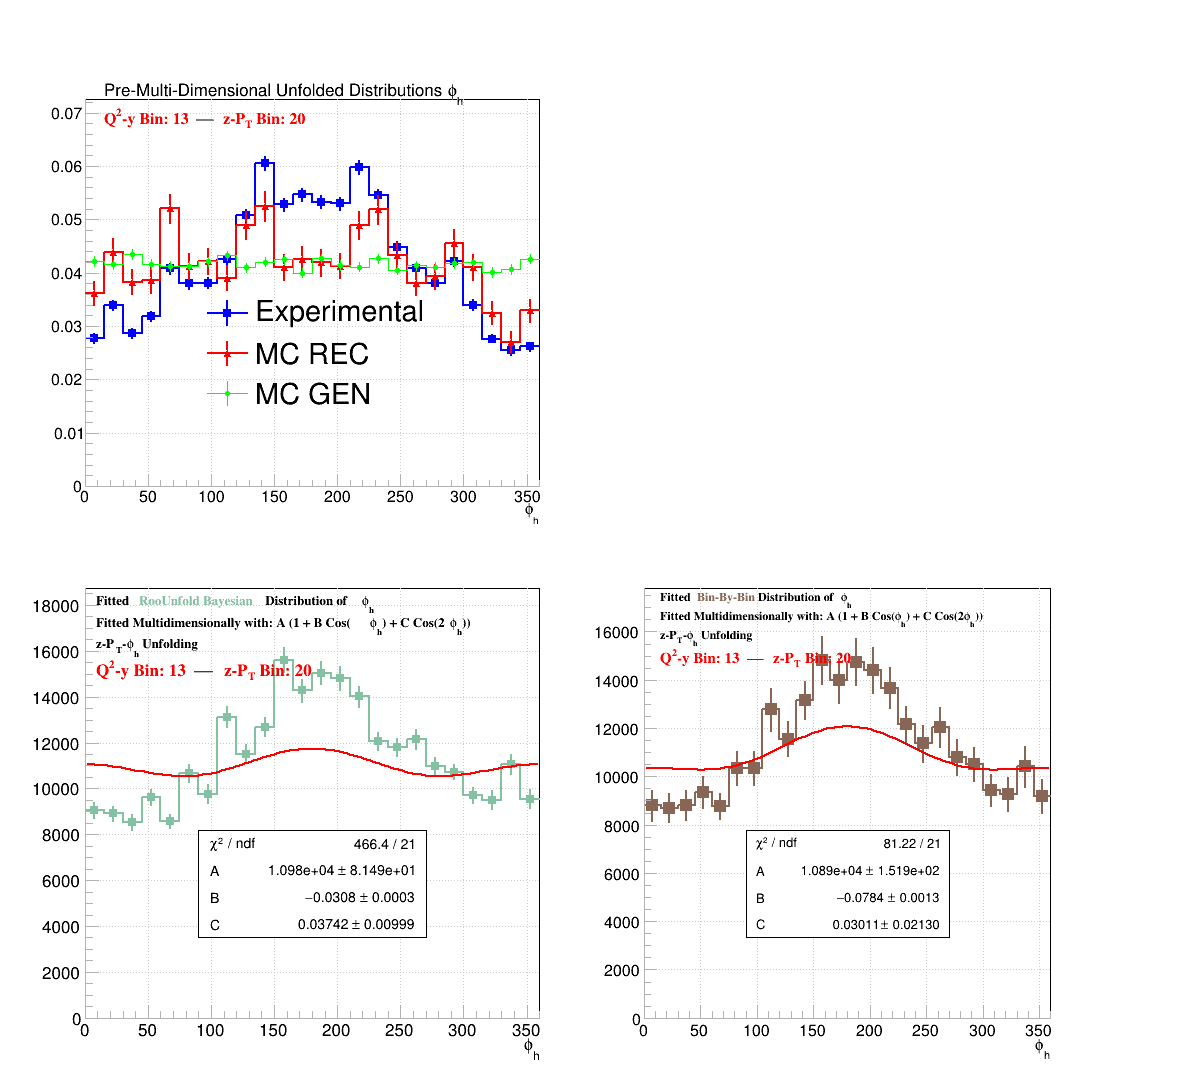 Pre-Multi-Dimensional Unfolded Distributions ϕh
Q²-y Bin: 13 — z-PT Bin: 20
0.07
0.06
0.05
0.04
0.03
0.02
0.01
0
Experimental
MC REC
MC GEN
0 50 100 150 200 250 300 350
ϕh
Fitted RooUnfold Bayesian Distribution of ϕh
Fitted Multidimensionally with: A (1 + B Cos( ϕh) + C Cos(2 ϕh))
z-PT-ϕh Unfolding
Q²-y Bin: 13 — z-PT Bin: 20
18000
16000
14000
12000
10000
8000
6000
4000
2000
0
χ² / ndf 466.4 / 21
A 1.098e+04 ± 8.149e+01
B −0.0308 ± 0.0003
C 0.03742 ± 0.00999
0 50 100 150 200 250 300 350
ϕh
Fitted Bin-By-Bin Distribution of ϕh
Fitted Multidimensionally with: A (1 + B Cos(ϕh) + C Cos(2ϕh))
z-PT-ϕh Unfolding
Q²-y Bin: 13 — z-PT Bin: 20
16000
14000
12000
10000
8000
6000
4000
2000
0
χ² / ndf 81.22 / 21
A 1.089e+04 ± 1.519e+02
B −0.0784 ± 0.0013
C 0.03011 ± 0.02130
0 50 100 150 200 250 300 350
ϕh